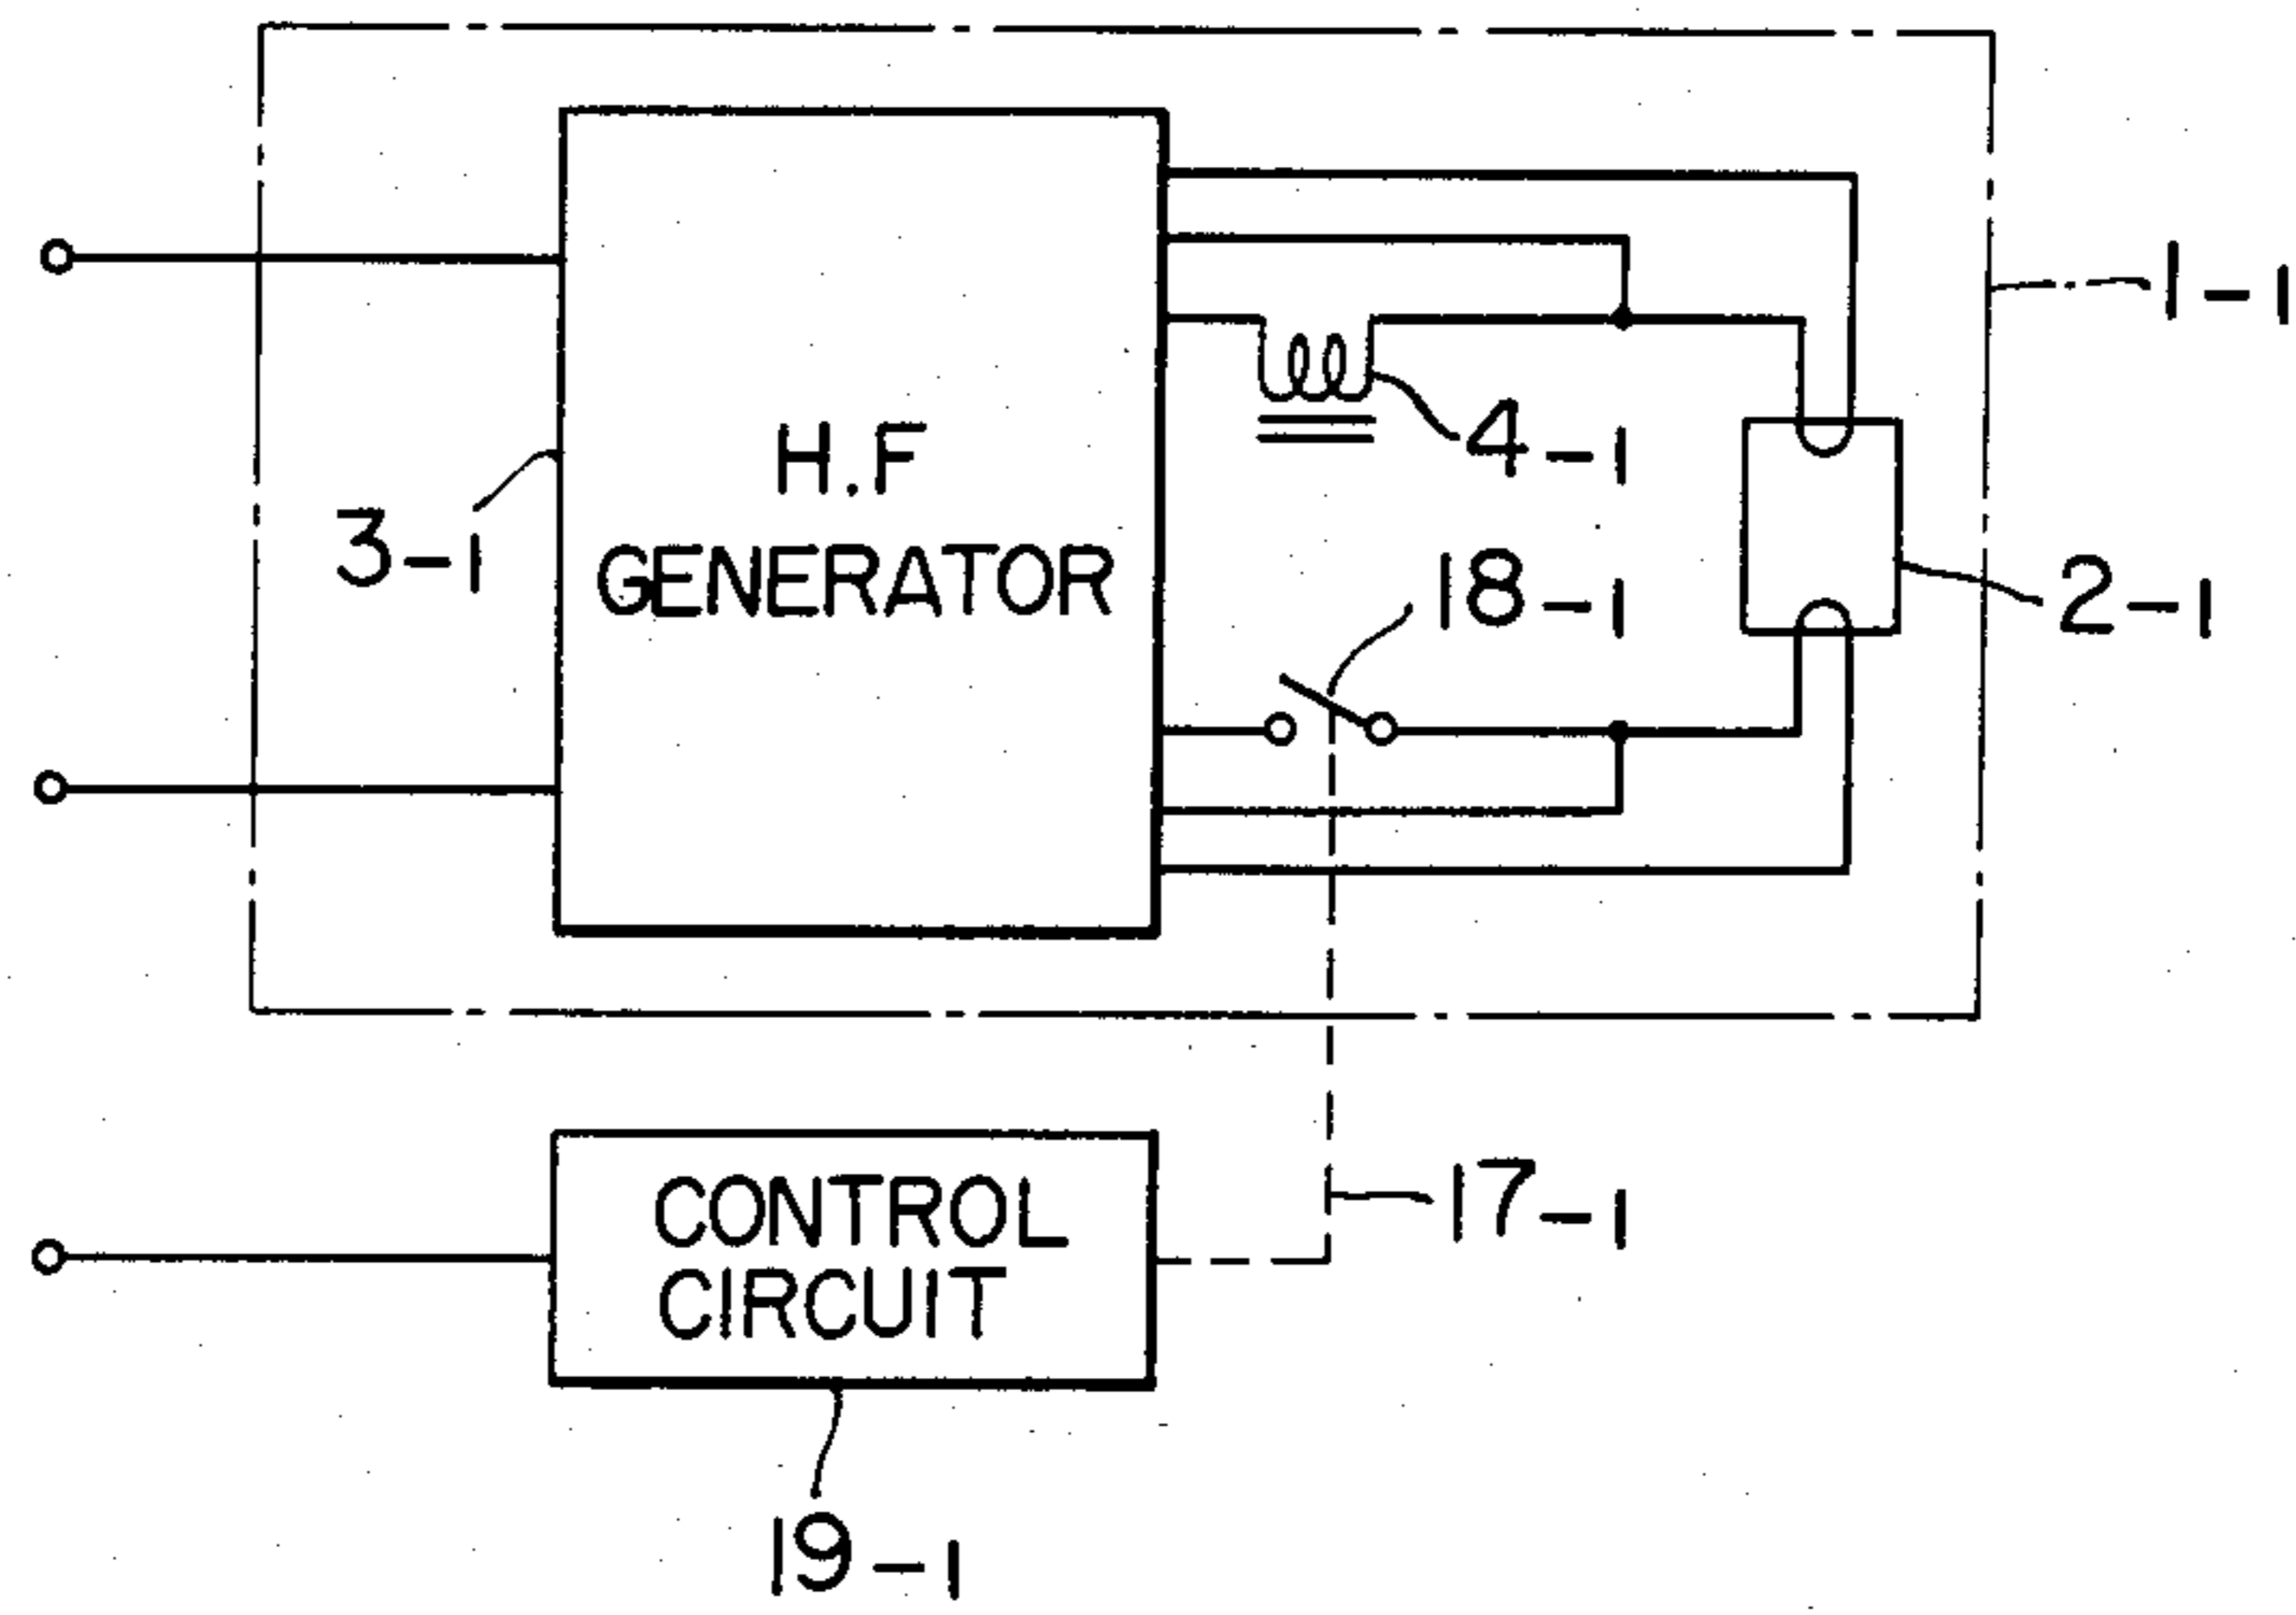 1-1
H.F
GENERATOR
3-1
4-1
18-1
2-1
17-1
CONTROL
CIRCUIT
19-1